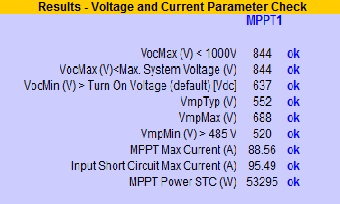 Results - Voltage and Current Parameter Check
MPPT1
VocMax (V) < 1000V 844 ok
VocMax (V)<Max. System Voltage (V) 844 ok
VocMin (V) > Turn On Voltage (default) [Vdc] 637 ok
VmpTyp (V) 552 ok
VmpMax (V) 688 ok
VmpMin (V) > 485 V 520 ok
MPPT Max Current (A) 88.56 ok
Input Short Circuit Max Current (A) 95.49 ok
MPPT Power STC (W) 53295 ok